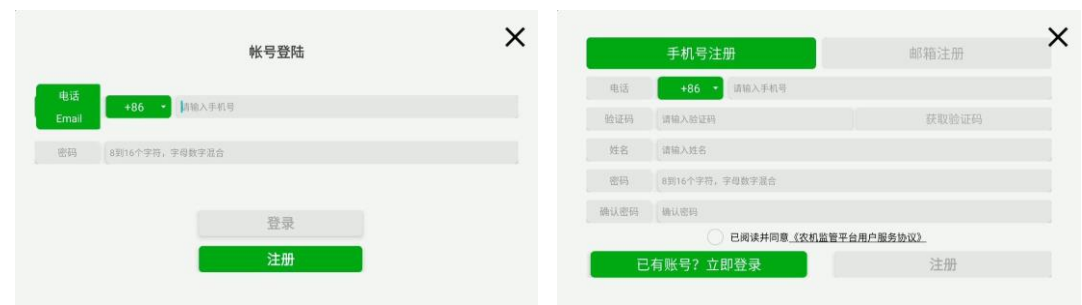 帐号登陆
电话
Email
+86 请输入手机号
密码 8到16个字符，字母数字混合
登录
注册
手机号注册 邮箱注册
电话 +86 请输入手机号
验证码 请输入验证码 获取验证码
姓名 请输入姓名
密码 8到16个字符，字母数字混合
确认密码 确认密码
已阅读并同意《农机监管平台用户服务协议》
已有账号？立即登录 注册